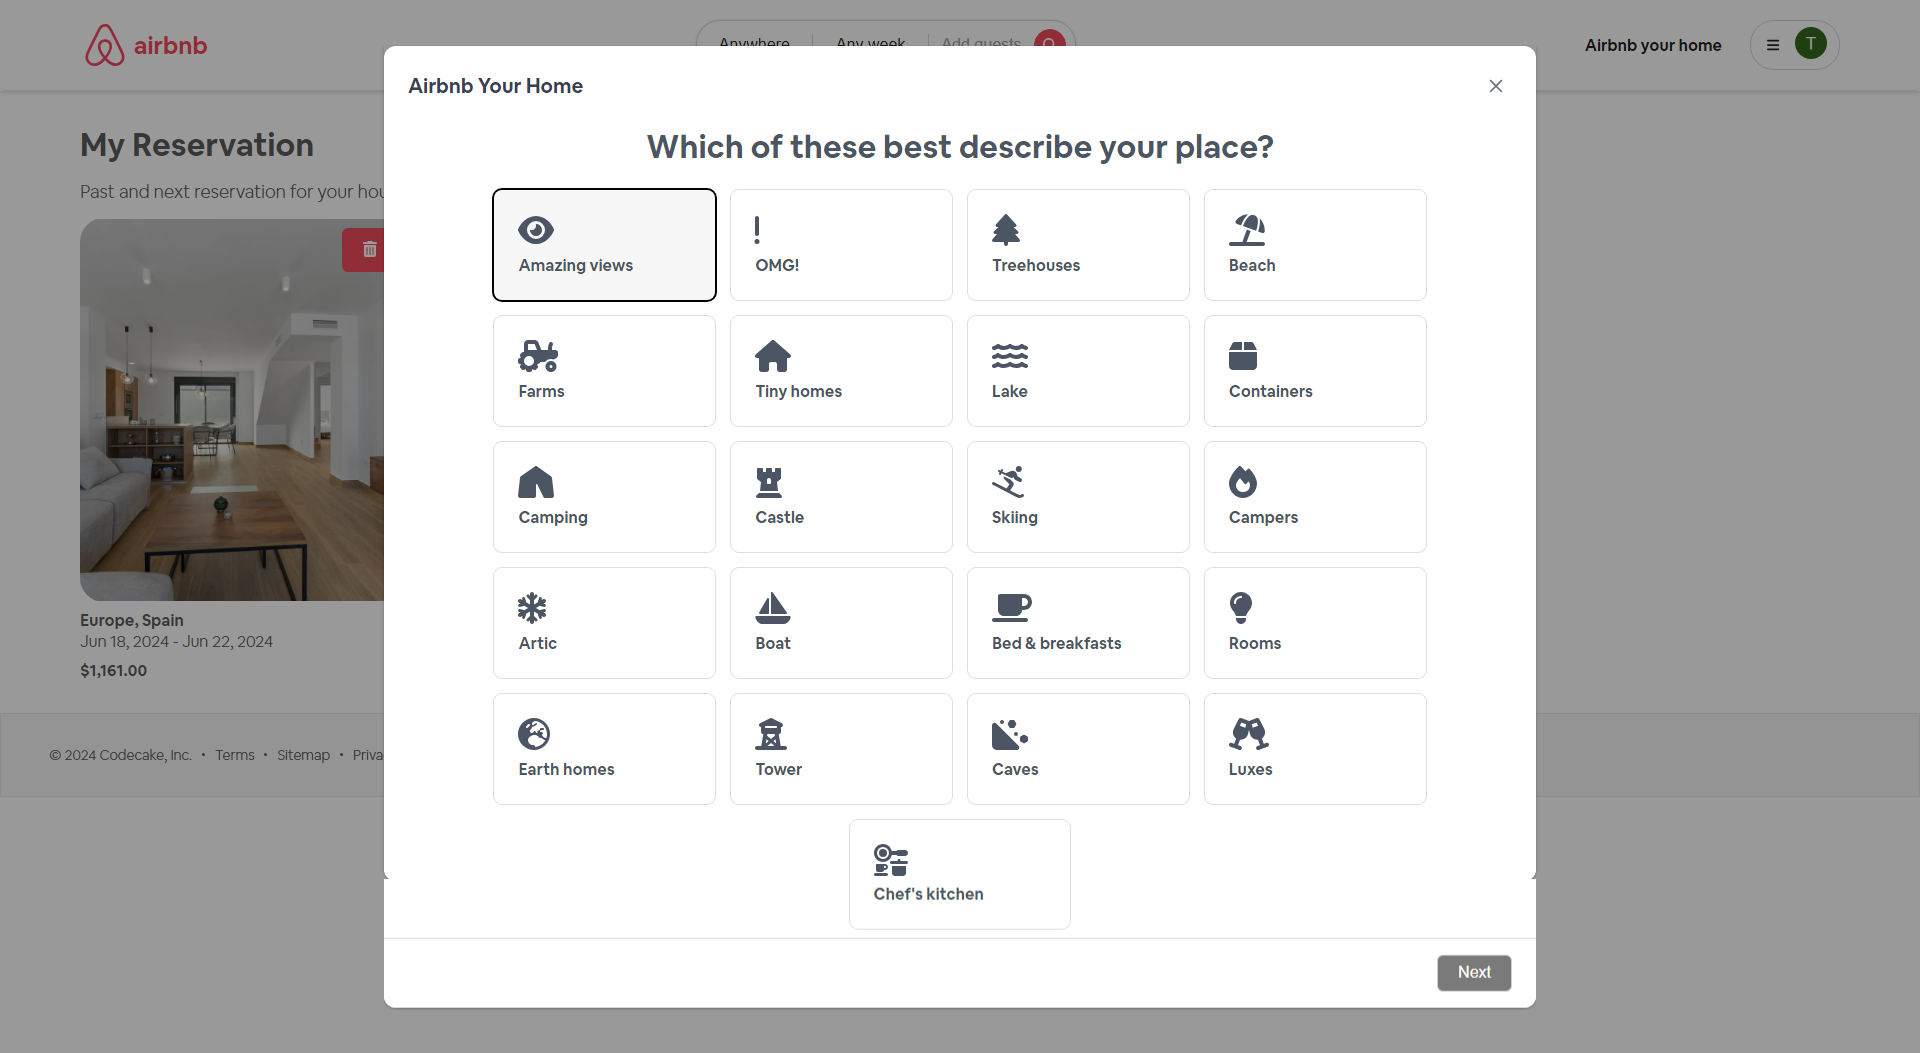 airbnb
Anywhere Any week Add guests
Airbnb your home
T
Airbnb Your Home
My Reservation
Past and next reservation for your
Which of these best describe your place?
Amazing views
OMG!
Treehouses
Beach
Farms
Tiny homes
Lake
Containers
Camping
Castle
Skiing
Campers
Artic
Boat
Bed & breakfasts
Rooms
Earth homes
Tower
Caves
Luxes
Chef's kitchen
Europe, Spain
Jun 18, 2024 - Jun 22, 2024
$1,161.00
© 2024 Codecake, Inc. • Terms • Sitemap •
Next